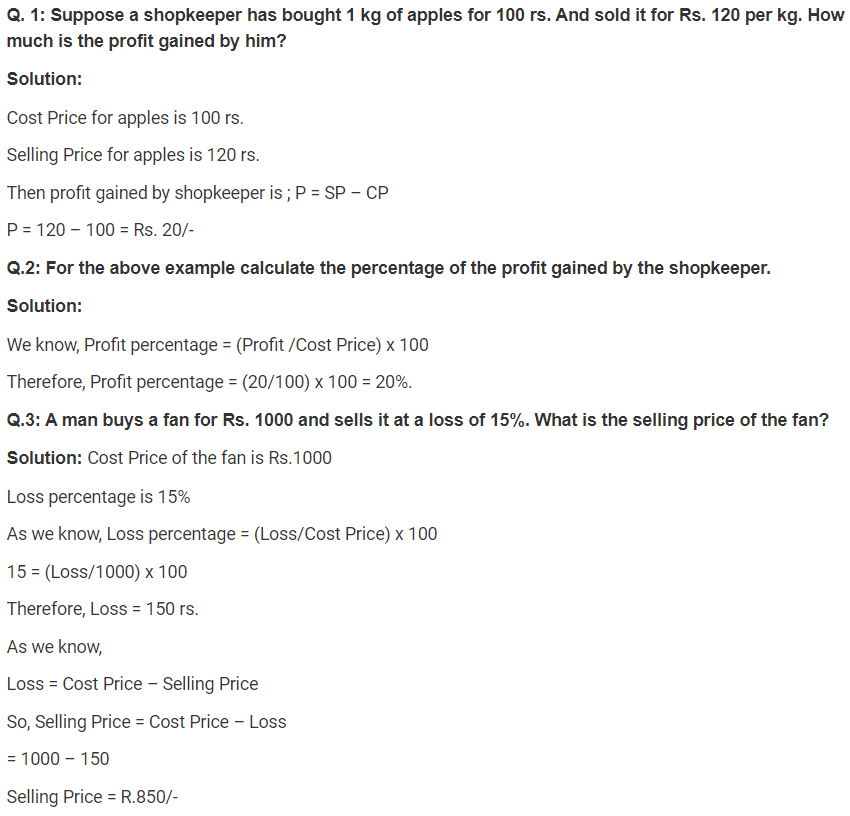 Q. 1: Suppose a shopkeeper has bought 1 kg of apples for 100 rs. And sold it for Rs. 120 per kg. How
much is the profit gained by him?
Solution:
Cost Price for apples is 100 rs.
Selling Price for apples is 120 rs.
Then profit gained by shopkeeper is ; P = SP – CP
P = 120 – 100 = Rs. 20/-
Q.2: For the above example calculate the percentage of the profit gained by the shopkeeper.
Solution:
We know, Profit percentage = (Profit /Cost Price) x 100
Therefore, Profit percentage = (20/100) x 100 = 20%.
Q.3: A man buys a fan for Rs. 1000 and sells it at a loss of 15%. What is the selling price of the fan?
Solution: Cost Price of the fan is Rs.1000
Loss percentage is 15%
As we know, Loss percentage = (Loss/Cost Price) x 100
15 = (Loss/1000) x 100
Therefore, Loss = 150 rs.
As we know,
Loss = Cost Price – Selling Price
So, Selling Price = Cost Price – Loss
= 1000 – 150
Selling Price = R.850/-